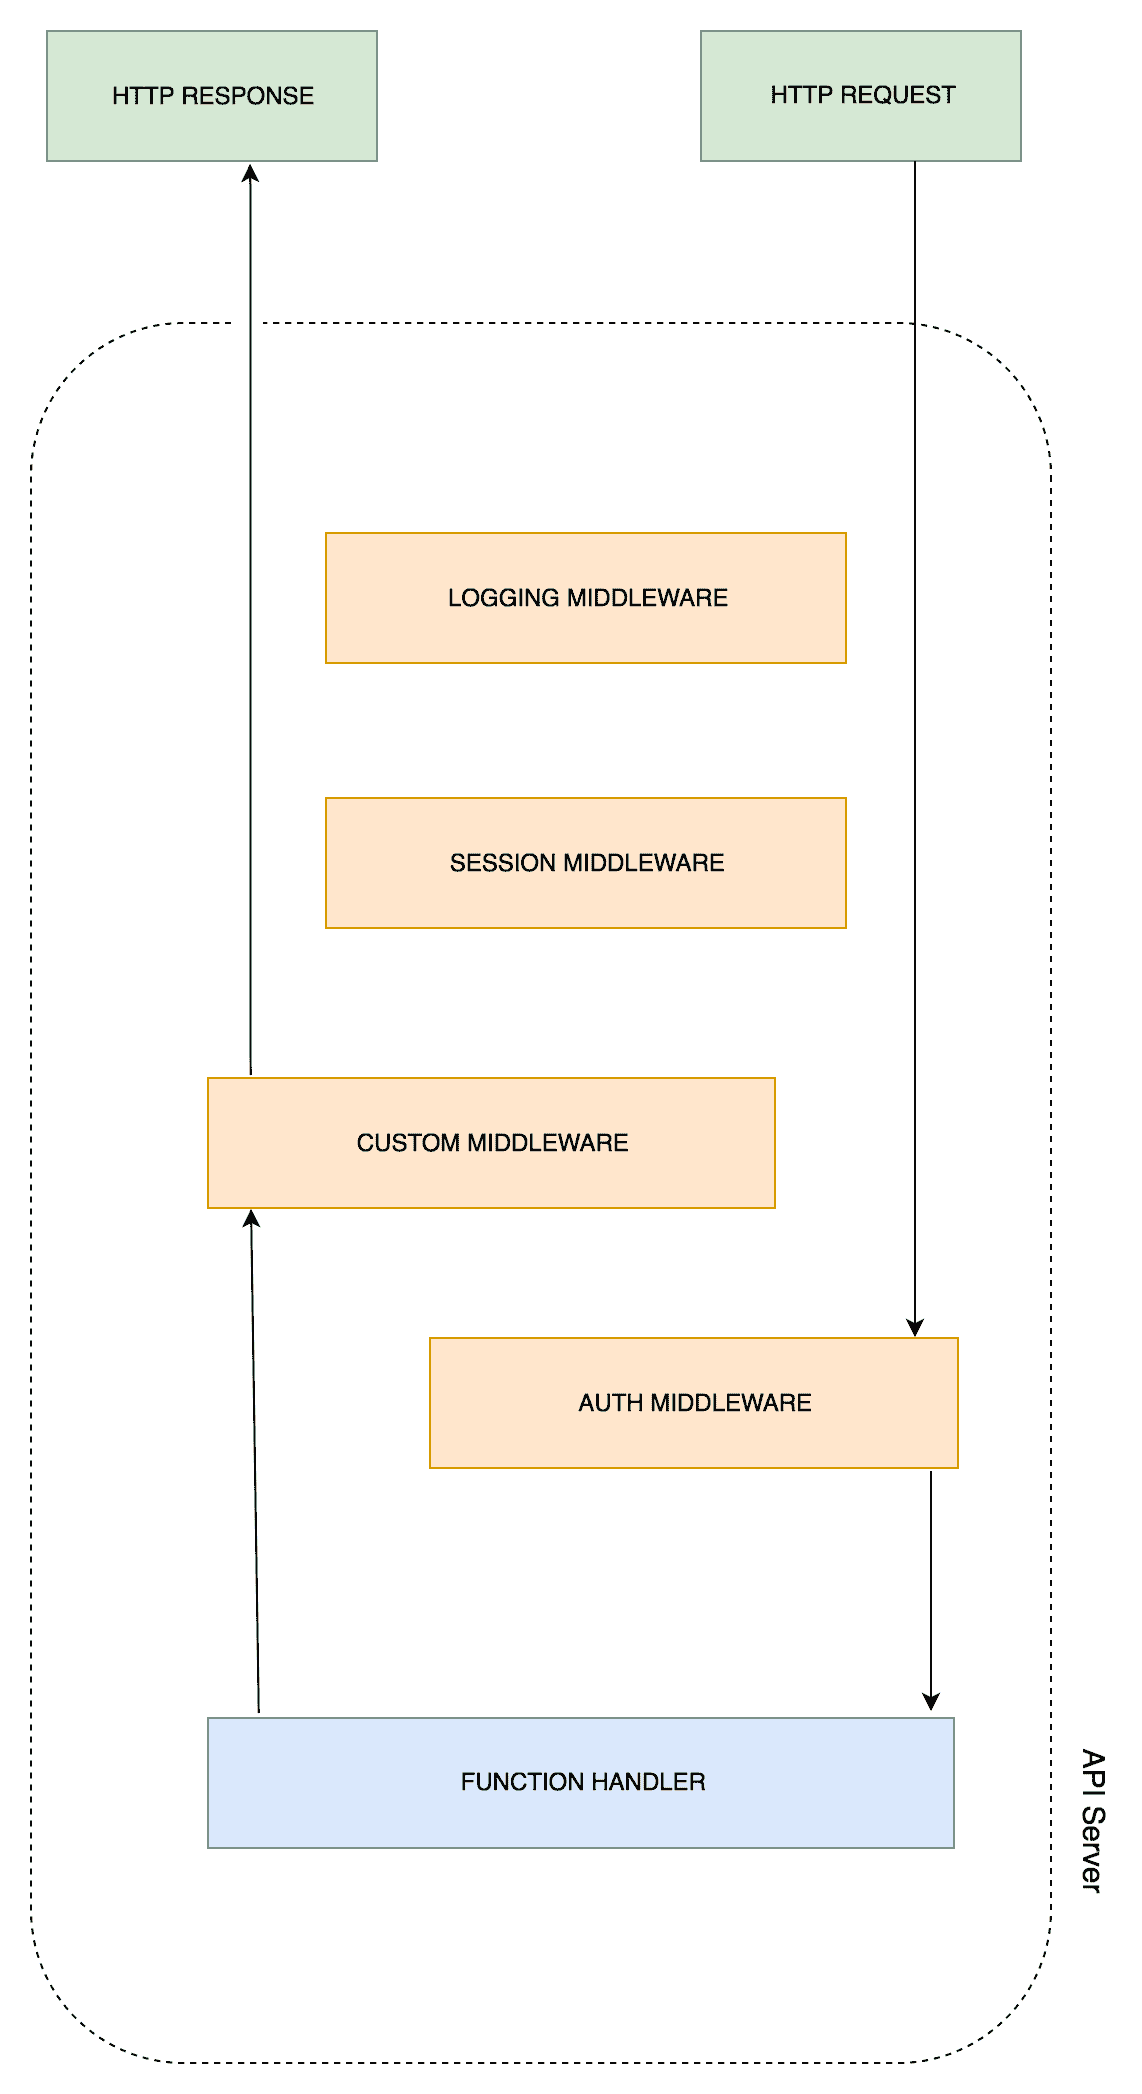 HTTP RESPONSE
HTTP REQUEST
LOGGING MIDDLEWARE
SESSION MIDDLEWARE
CUSTOM MIDDLEWARE
AUTH MIDDLEWARE
FUNCTION HANDLER
API Server